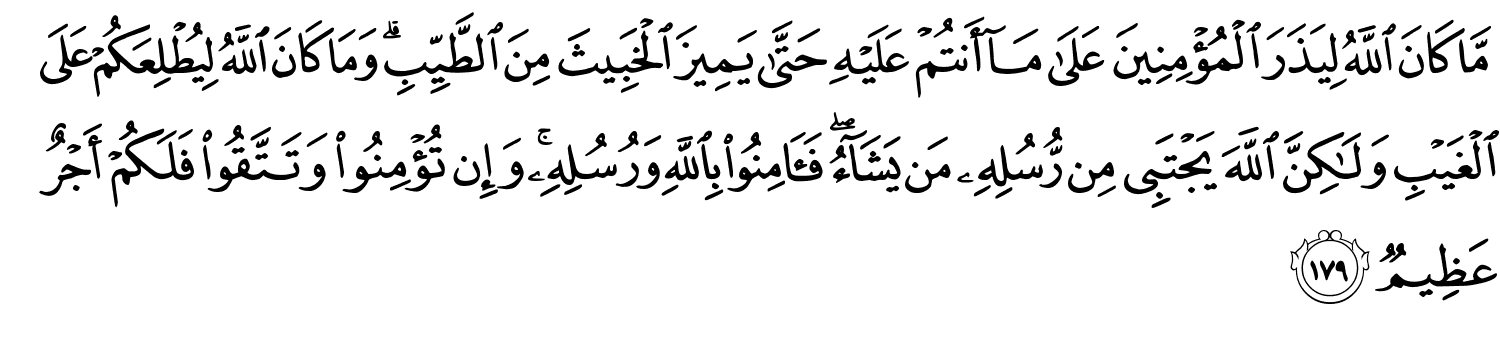 مَّا كَانَ ٱللَّهُ لِيَذَرَ ٱلْمُؤْمِنِينَ عَلَىٰ مَآ أَنتُمْ عَلَيْهِ حَتَّىٰ يَمِيزَ ٱلْخَبِيثَ مِنَ ٱلطَّيِّبِ ۗ وَمَا كَانَ ٱللَّهُ لِيُطْلِعَكُمْ عَلَى
ٱلْغَيْبِ وَلَـٰكِنَّ ٱللَّهَ يَجْتَبِى مِن رُّسُلِهِۦ مَن يَشَآءُ ۖ فَـَٔامِنُوا۟ بِٱللَّهِ وَرُسُلِهِۦ ۚ وَإِن تُؤْمِنُوا۟ وَتَتَّقُوا۟ فَلَكُمْ أَجْرٌ
عَظِيمٌ ١٧٩